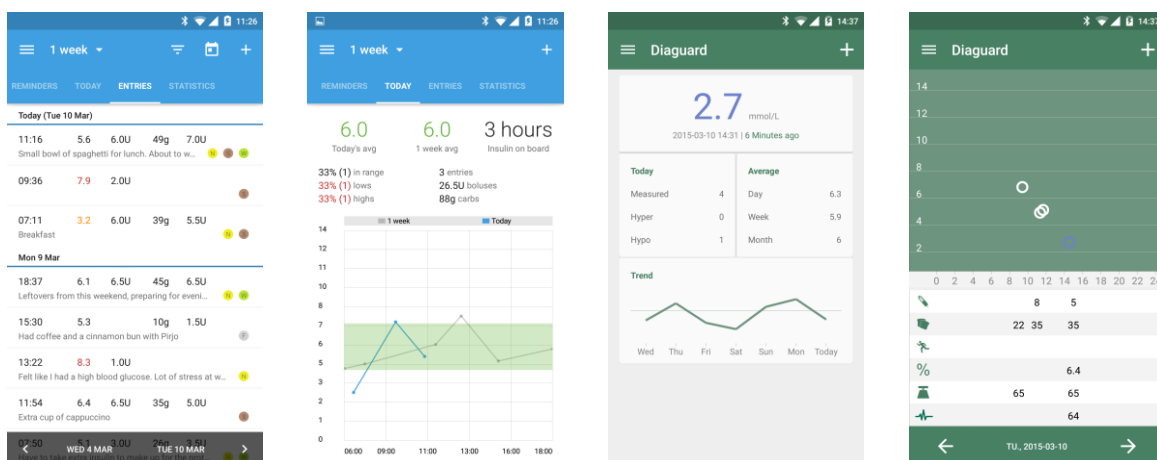 11:26
1 week
REMINDERS TODAY ENTRIES STATISTICS
Today (Tue 10 Mar)
11:16 5.6 6.0U 49g 7.0U
Small bowl of spaghetti for lunch. About to w... N S W
09:36 7.9 2.0U
S
07:11 3.2 6.0U 39g 5.5U
Breakfast N S
Mon 9 Mar
18:37 6.1 6.5U 45g 6.5U
Leftovers from this weekend, preparing for eveni... N W
15:30 5.3 10g 1.5U
Had coffee and a cinnamon bun with Pirjo
13:22 8.3 1.0U
Felt like I had a high blood glucose. Lot of stress at w... N
11:54 6.4 6.5U 35g 5.0U
Extra cup of cappuccino S
07:50 5.1 3.0U 26g 3.5U
WED 4 MAR TUE 10 MAR
11:26
1 week
REMINDERS TODAY ENTRIES STATISTICS
6.0 6.0 3 hours
Today's avg 1 week avg Insulin on board
33% (1) in range 3 entries
33% (1) lows 26.5U boluses
33% (1) highs 88g carbs
1 week Today
14
12
11
10
8
7
6
5
3
2
1
0
06:00 09:00 11:00 13:00 16:00 18:00
14:37
Diaguard
2.7 mmol/L
2015-03-10 14:31 | 6 Minutes ago
Today Average
Measured 4 Day 6.3
Hyper 0 Week 5.9
Hypo 1 Month 6
Trend
Wed Thu Fri Sat Sun Mon Today
14:37
Diaguard
14
12
10
8
6
4
2
0 2 4 6 8 10 12 14 16 18 20 22
8 5
22 35 35
% 6.4
65 65
64
TU., 2015-03-10